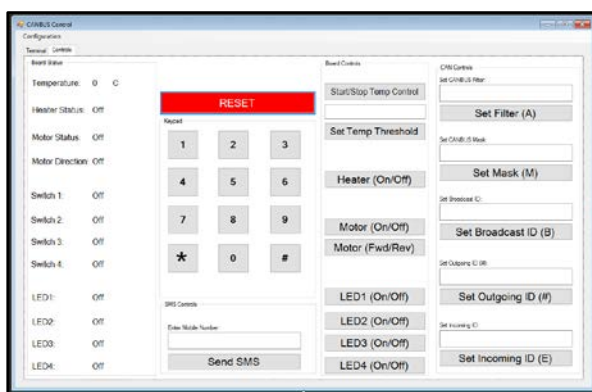 CANBUS Control
Configuration
Terminal Controls
Board Status
Temperature: 0 C
Heater Status: Off
Motor Status: Off
Motor Direction: Off
Switch 1: Off
Switch 2: Off
Switch 3: Off
Switch 4: Off
LED1: Off
LED2: Off
LED3: Off
LED4: Off
RESET
Keypad
1 2 3
4 5 6
7 8 9
* 0 #
SMS Controls
Enter Mobile Number:
Send SMS
Board Controls
Start/Stop Temp Control
Set Temp Threshold
Heater (On/Off)
Motor (On/Off)
Motor (Fwd/Rev)
LED1 (On/Off)
LED2 (On/Off)
LED3 (On/Off)
LED4 (On/Off)
CAN Controls
Set CANBUS Filter:
Set Filter (A)
Set CANBUS Mask:
Set Mask (M)
Set Broadcast ID:
Set Broadcast ID (B)
Set Outgoing ID (#):
Set Outgoing ID (#)
Set Incoming ID:
Set Incoming ID (E)